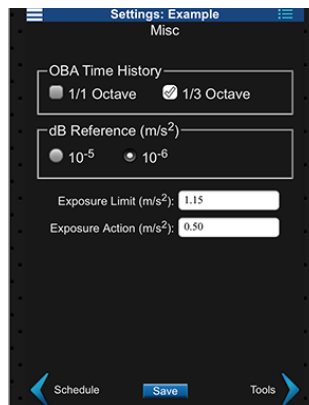 Settings: Example
Misc
OBA Time History
1/1 Octave 1/3 Octave
dB Reference (m/s²)
10⁻⁵ 10⁻⁶
Exposure Limit (m/s²): 1.15
Exposure Action (m/s²): 0.50
Schedule Save Tools